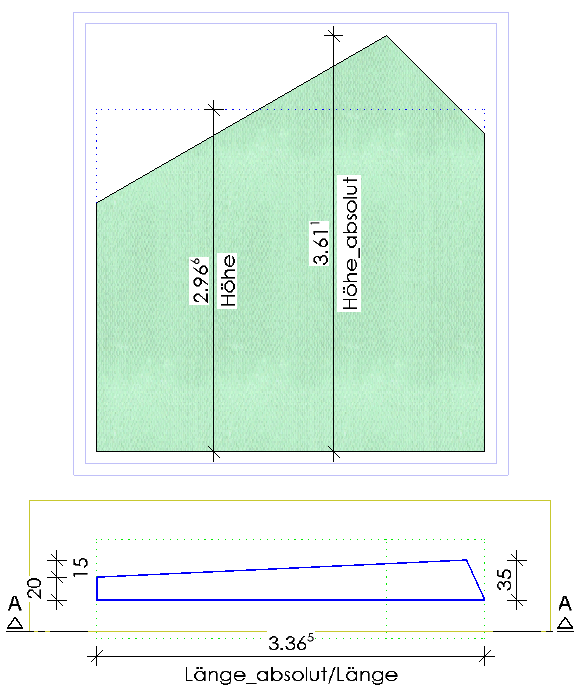 2.96⁶
Höhe
3.61¹
Höhe_absolut
20
15
35
A
A
3.36⁵
Länge_absolut/Länge